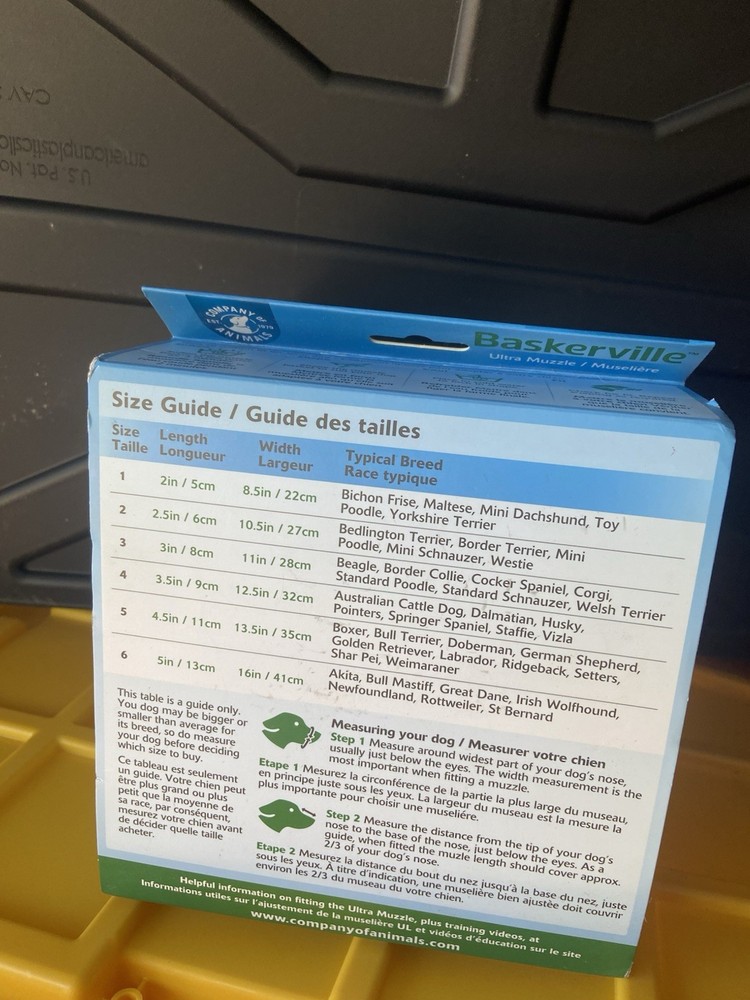 CAV
americanplasticsllc
U.S. Pat. No
COMPANY OF
EST 1979
ANIMALS
Baskerville™
Ultra Muzzle / Muselière
Size Guide / Guide des tailles
Size Length Width Typical Breed
Taille Longueur Largeur Race typique
1 2in / 5cm 8.5in / 22cm Bichon Frise, Maltese, Mini Dachshund, Toy
Poodle, Yorkshire Terrier
2 2.5in / 6cm 10.5in / 27cm Bedlington Terrier, Border Terrier, Mini
Poodle, Mini Schnauzer, Westie
3 3in / 8cm 11in / 28cm Beagle, Border Collie, Cocker Spaniel, Corgi,
Standard Poodle, Standard Schnauzer, Welsh Terrier
4 3.5in / 9cm 12.5in / 32cm Australian Cattle Dog, Dalmatian, Husky,
Pointers, Springer Spaniel, Staffie, Vizla
5 4.5in / 11cm 13.5in / 35cm Boxer, Bull Terrier, Doberman, German Shepherd,
Golden Retriever, Labrador, Ridgeback, Setters,
Shar Pei, Weimaraner
6 5in / 13cm 16in / 41cm Akita, Bull Mastiff, Great Dane, Irish Wolfhound,
Newfoundland, Rottweiler, St Bernard
This table is a guide only.
You dog may be bigger or
smaller than average for
its breed, so do measure
your dog before deciding
which size to buy.
Ce tableau est seulement
un guide. Votre chien peut
être plus grand ou plus
petit que la moyenne de
sa race, par conséquent,
mesurez votre chien avant
de décider quelle taille
acheter.
Measuring your dog / Measurer votre chien
Step 1 Measure around widest part of your dog's nose,
usually just below the eyes. The width measurement is the
most important when fitting a muzzle.
Etape 1 Mesurez la circonférence de la partie la plus large du museau,
en principe juste sous les yeux. La largeur du museau est la mesure la
plus importante pour choisir une muselière.
Step 2 Measure the distance from the tip of your dog's
nose to the base of the nose, just below the eyes. As a
guide, when fitted the muzle length should cover approx.
2/3 of your dog's nose.
Etape 2 Mesurez la distance du bout du nez jusqu'à la base du nez, juste
sous les yeux. À titre d'indication, une muselière bien ajustée doit couvrir
environ les 2/3 du museau du votre chien.
Helpful information on fitting the Ultra Muzzle, plus training videos, at
Informations utiles sur l'ajustement de la muselière UL et vidéos d'éducation sur le site
www.companyofanimals.com